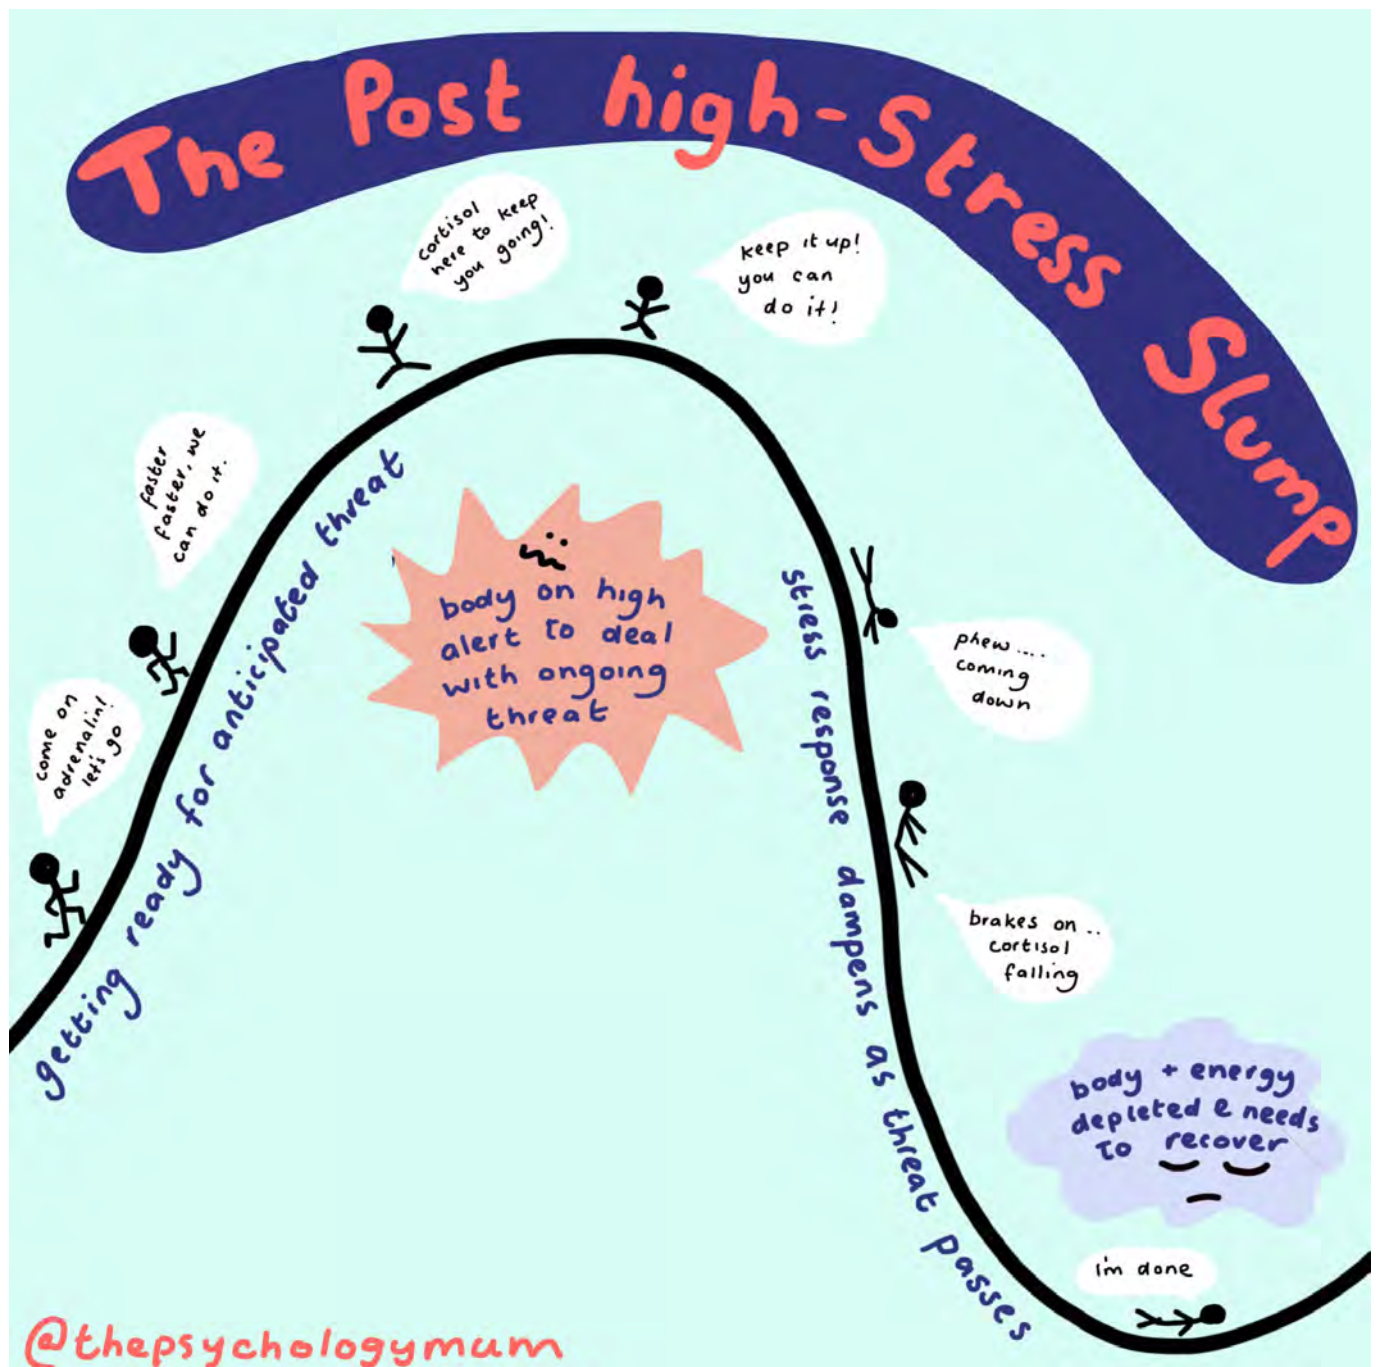 The Post high-Stress Slump
cortisol
here to keep
you going!
keep it up!
you can
do it!
faster
faster, we
can do it.
come on
adrenalin!
let's go
getting ready for anticipated threat
body on high
alert to deal
with ongoing
threat
stress response dampens as threat passes
phew....
coming
down
brakes on ..
cortisol
falling
body + energy
depleted & needs
to recover
i'm done
@thepsychologymum